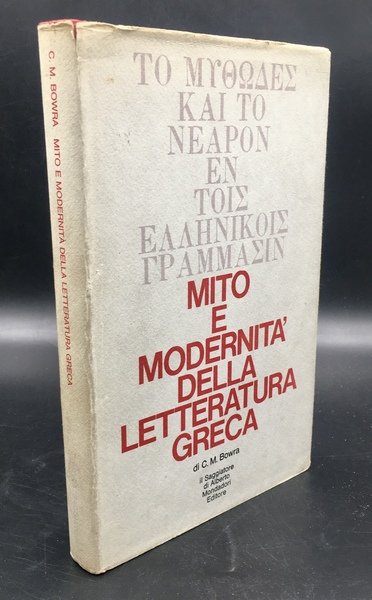 C. M. BOWRA MITO E MODERNITÀ DELLA LETTERATURA GRECA
ΤΟ ΜΥΘΩΔΕΣ
ΚΑΙ ΤΟ
ΝΕΑΡΟΝ
ΕΝ
ΤΟΙΣ
ΕΛΛΗΝΙΚΟΙΣ
ΓΡΑΜΜΑΣΙΝ
MITO
E
MODERNITA'
DELLA
LETTERATURA
GRECA
di C. M. Bowra
il Saggiatore
di Alberto
Mondadori
Editore